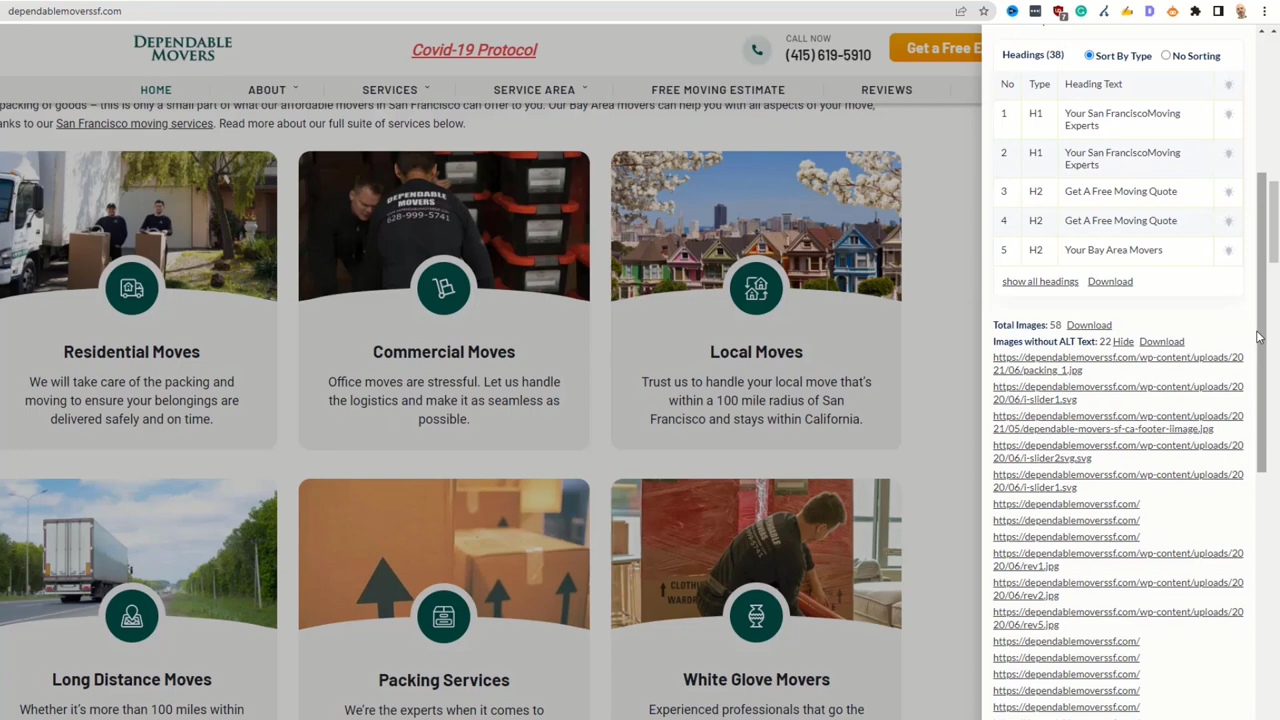 dependablemoverssf.com
7
DEPENDABLE
MOVERS
Covid-19 Protocol
CALL NOW
(415) 619-5910
Get a Free E
HOME ABOUT SERVICES SERVICE AREA FREE MOVING ESTIMATE REVIEWS
packing of goods – this is only a small part of what our affordable movers in San Francisco can offer to you. Our Bay Area movers can help you with all aspects of your move,
anks to our San Francisco moving services. Read more about our full suite of services below.
DEPENDABLE
MOVERS
628-999-5741
Residential Moves
We will take care of the packing and
moving to ensure your belongings are
delivered safely and on time.
Commercial Moves
Office moves are stressful. Let us handle
the logistics and make it as seamless as
possible.
Local Moves
Trust us to handle your local move that's
within a 100 mile radius of San
Francisco and stays within California.
CLOTH
WARD
Long Distance Moves
Whether it's more than 100 miles within
Packing Services
We're the experts when it comes to
White Glove Movers
Experienced professionals that go the
Headings (38) Sort By Type No Sorting
No Type Heading Text
1 H1 Your San FranciscoMoving
Experts
2 H1 Your San FranciscoMoving
Experts
3 H2 Get A Free Moving Quote
4 H2 Get A Free Moving Quote
5 H2 Your Bay Area Movers
show all headings Download
Total Images: 58 Download
Images without ALT Text: 22 Hide Download
https://dependablemoverssf.com/wp-content/uploads/20
21/06/packing_1.jpg
https://dependablemoverssf.com/wp-content/uploads/20
20/06/i-slider1.svg
https://dependablemoverssf.com/wp-content/uploads/20
21/05/dependable-movers-sf-ca-footer-iimage.jpg
https://dependablemoverssf.com/wp-content/uploads/20
20/06/i-slider2svg.svg
https://dependablemoverssf.com/wp-content/uploads/20
20/06/i-slider1.svg
https://dependablemoverssf.com/
https://dependablemoverssf.com/
https://dependablemoverssf.com/
https://dependablemoverssf.com/wp-content/uploads/20
20/06/rev1.jpg
https://dependablemoverssf.com/wp-content/uploads/20
20/06/rev2.jpg
https://dependablemoverssf.com/wp-content/uploads/20
20/06/rev5.jpg
https://dependablemoverssf.com/
https://dependablemoverssf.com/
https://dependablemoverssf.com/
https://dependablemoverssf.com/
https://dependablemoverssf.com/